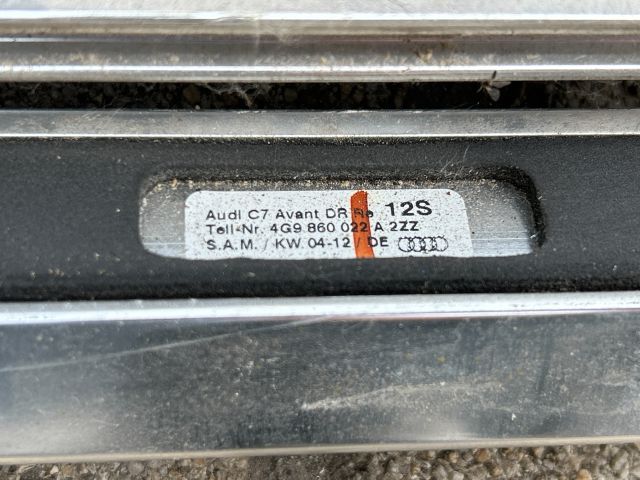 Audi C7 Avant DR Re 12S
Teil-Nr. 4G9 860 022 A 2ZZ
S.A.M. / KW 04-12 / DE